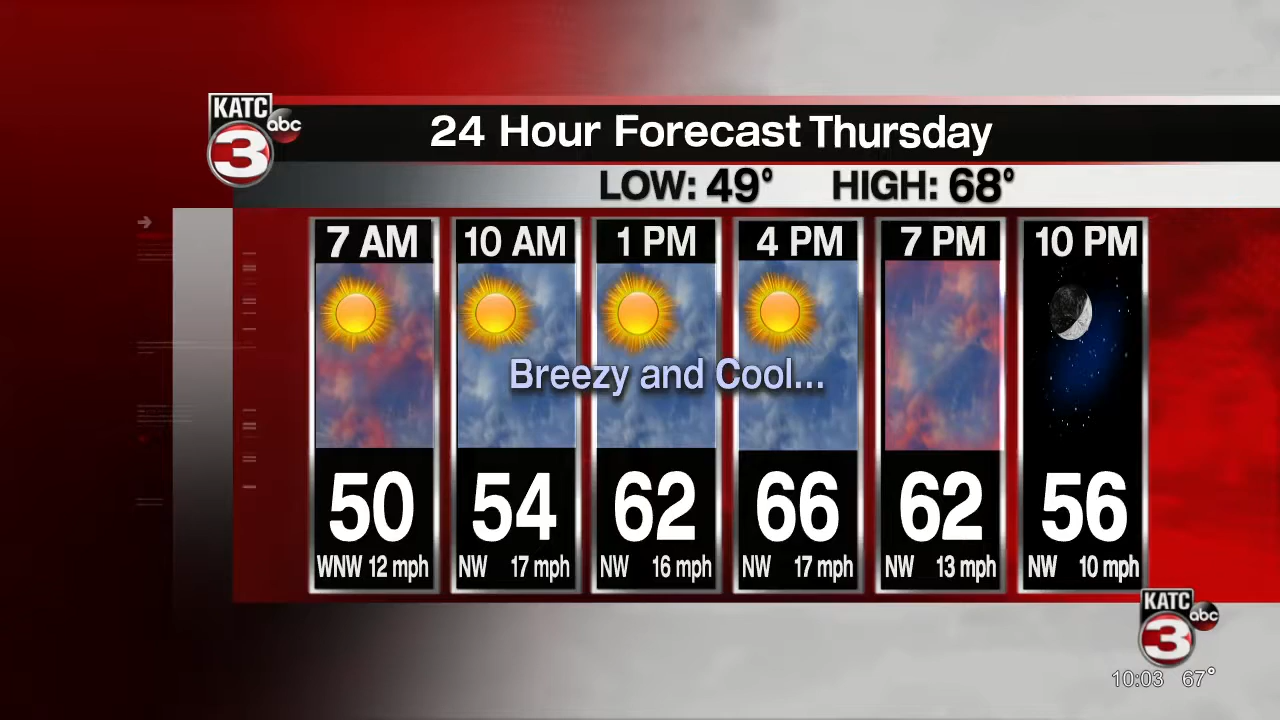 KATC
abc
3
24 Hour Forecast Thursday
LOW: 49° HIGH: 68°
7 AM 10 AM 1 PM 4 PM 7 PM 10 PM
Breezy and Cool...
50 54 62 66 62 56
WNW 12 mph NW 17 mph NW 16 mph NW 17 mph NW 13 mph NW 10 mph
KATC
abc
3
10:03 67°